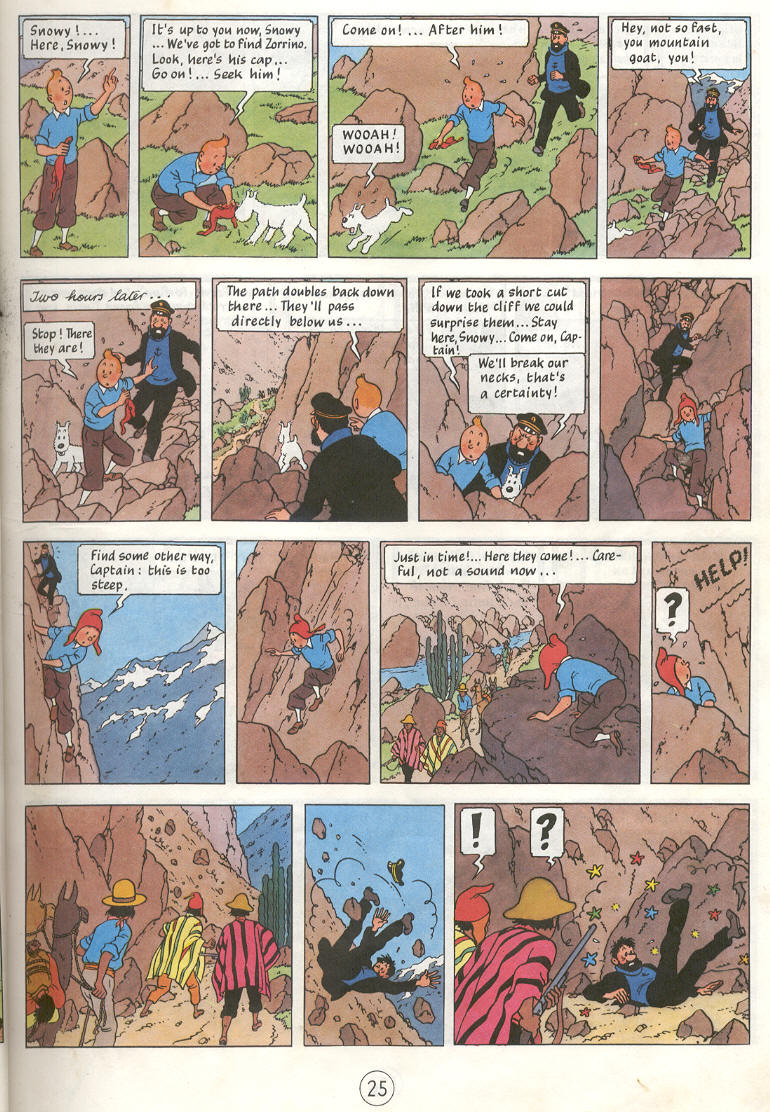 Snowy!...
Here, Snowy!
It's up to you now, Snowy
... We've got to find Zorrino.
Look, here's his cap...
Go on!... Seek him!
Come on!... After him!
WOOAH!
WOOAH!
Hey, not so fast,
you mountain
goat, you!
Two hours later...
Stop! There
they are!
The path doubles back down
there... They'll pass
directly below us...
If we took a short cut
down the cliff we could
surprise them... Stay
here, Snowy... Come on, Cap-
tain!
We'll break our
necks, that's
a certainty!
Find some other way,
Captain: this is too
steep.
Just in time!... Here they come!... Care-
ful, not a sound now...
HELP!
?
!
?
25